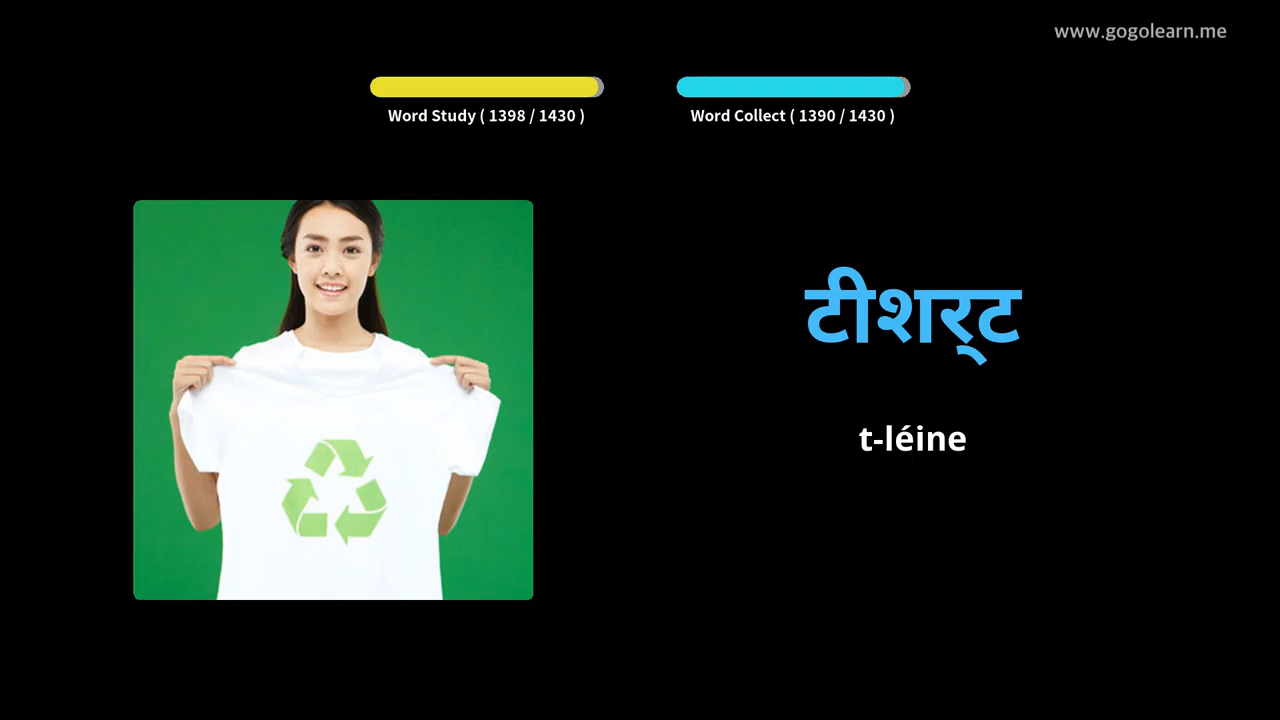 www.gogolearn.me
Word Study ( 1398 / 1430 )
Word Collect ( 1390 / 1430 )
टीशर्‍ट
t-léine